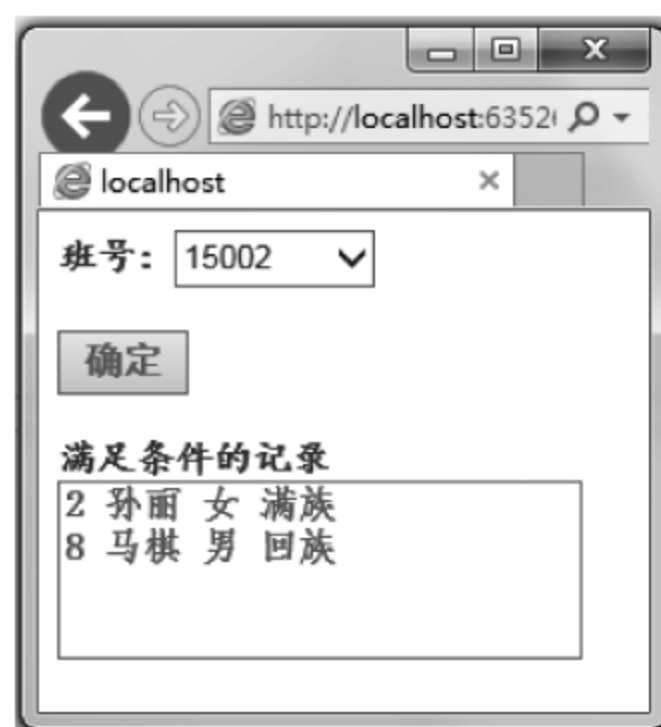 http://localhost:6352
localhost
班号: 15002
确定
满足条件的记录
2 孙丽 女 满族
8 马棋 男 回族